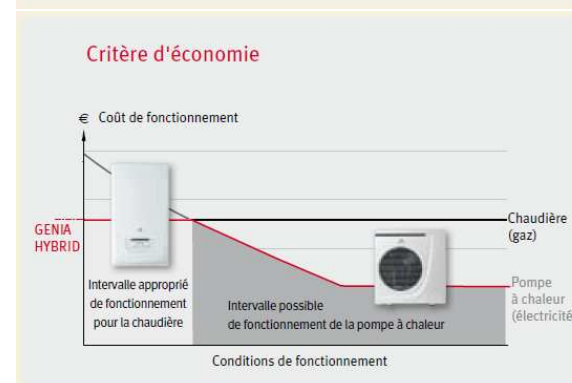 Critère d'économie
€ Coût de fonctionnement
GENIA
HYBRID
Chaudière
(gaz)
Pompe
à chaleur
(électricité
Intervalle approprié
de fonctionnement
pour la chaudière
Intervalle possible
de fonctionnement de la pompe à chaleur
Conditions de fonctionnement